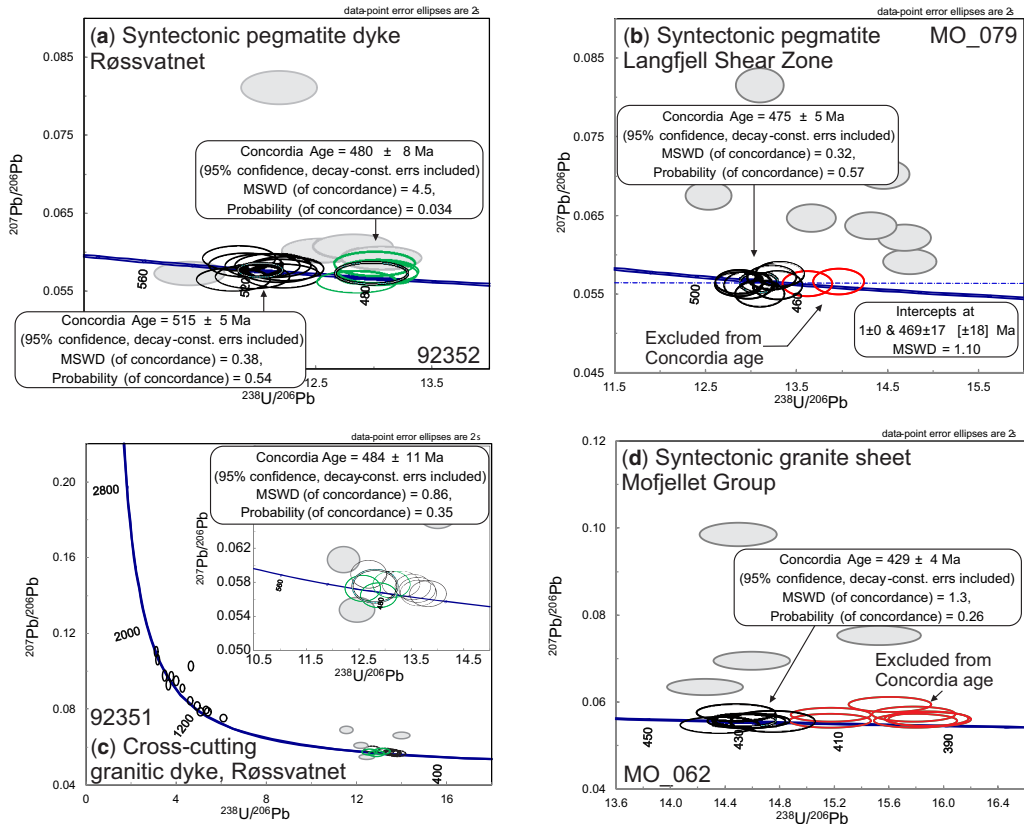 data-point error ellipses are 2s
(a) Syntectonic pegmatite dyke
Røssvatnet
0.085
0.075
0.065
0.055
207Pb/206Pb
Concordia Age = 480 ± 8 Ma
(95% confidence, decay-const. errs included)
MSWD (of concordance) = 4.5,
Probability (of concordance) = 0.034
560
520
480
Concordia Age = 515 ± 5 Ma
(95% confidence, decay-const. errs included)
MSWD (of concordance) = 0.38,
Probability (of concordance) = 0.54
92352
12.5
13.5
238U/206Pb
data-point error ellipses are 2s
(b) Syntectonic pegmatite MO_079
Langfjell Shear Zone
0.085
0.075
0.065
0.055
0.045
207Pb/206Pb
Concordia Age = 475 ± 5 Ma
(95% confidence, decay-const. errs included)
MSWD (of concordance) = 0.32,
Probability (of concordance) = 0.57
500
460
Excluded from
Concordia age
Intercepts at
1±0 & 469±17 [±18] Ma
MSWD = 1.10
11.5 12.5 13.5 14.5 15.5
238U/206Pb
data-point error ellipses are 2s
Concordia Age = 484 ± 11 Ma
(95% confidence, decay-const. errs included)
MSWD (of concordance) = 0.86,
Probability (of concordance) = 0.35
0.20
0.16
0.12
0.08
0.04
207Pb/206Pb
2800
2000
1200
400
207Pb/206Pb
0.062
0.058
0.054
0.050
560
480
10.5 11.5 12.5 13.5 14.5
238U/206Pb
92351
(c) Cross-cutting
granitic dyke, Røssvatnet
0 4 8 12 16
238U/206Pb
data-point error ellipses are 2s
(d) Syntectonic granite sheet
Mofjellet Group
0.12
0.10
0.08
0.06
0.04
207Pb/206Pb
Concordia Age = 429 ± 4 Ma
(95% confidence, decay-const. errs included)
MSWD (of concordance) = 1.3,
Probability (of concordance) = 0.26
Excluded from
Concordia age
450
430
410
390
MO_062
13.6 14.0 14.4 14.8 15.2 15.6 16.0 16.4
238U/206Pb